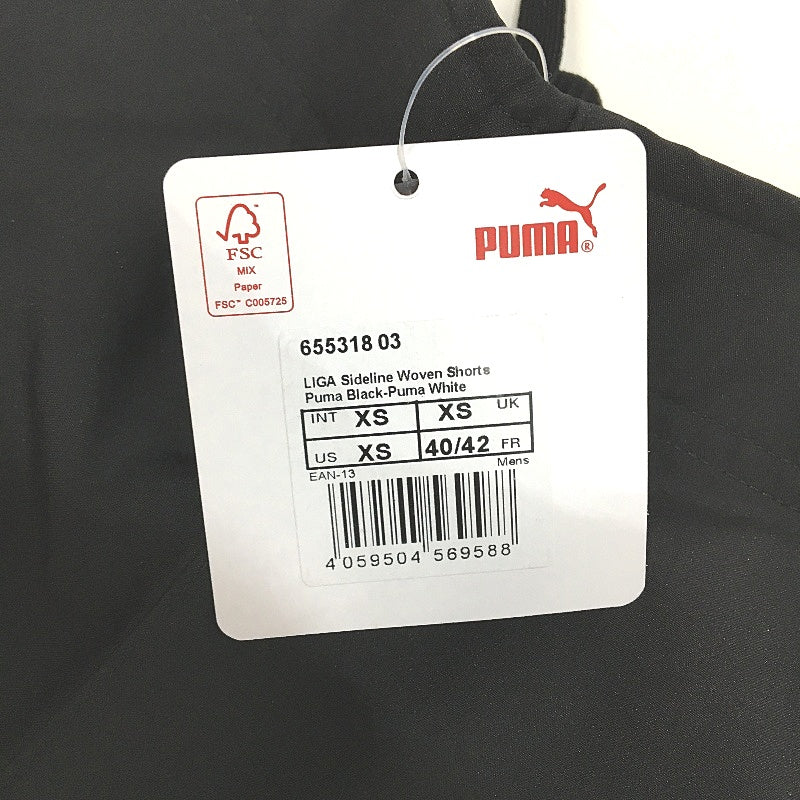 FSC
MIX
Paper
FSC™ C005725
PUMA®
655318 03
LIGA Sideline Woven Shorts
Puma Black-Puma White
INT XS XS UK
US XS 40/42 FR
EAN-13 Mens
4 059504 569588